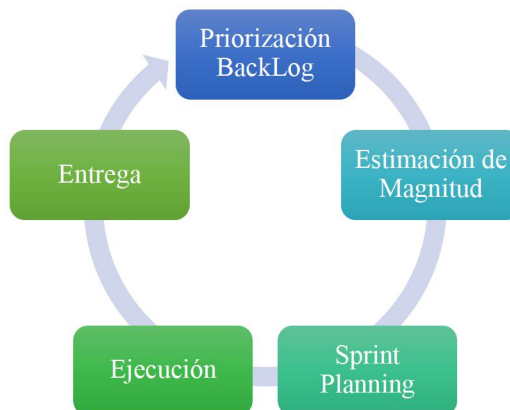 Priorización
BackLog
Estimación de
Magnitud
Sprint
Planning
Ejecución
Entrega